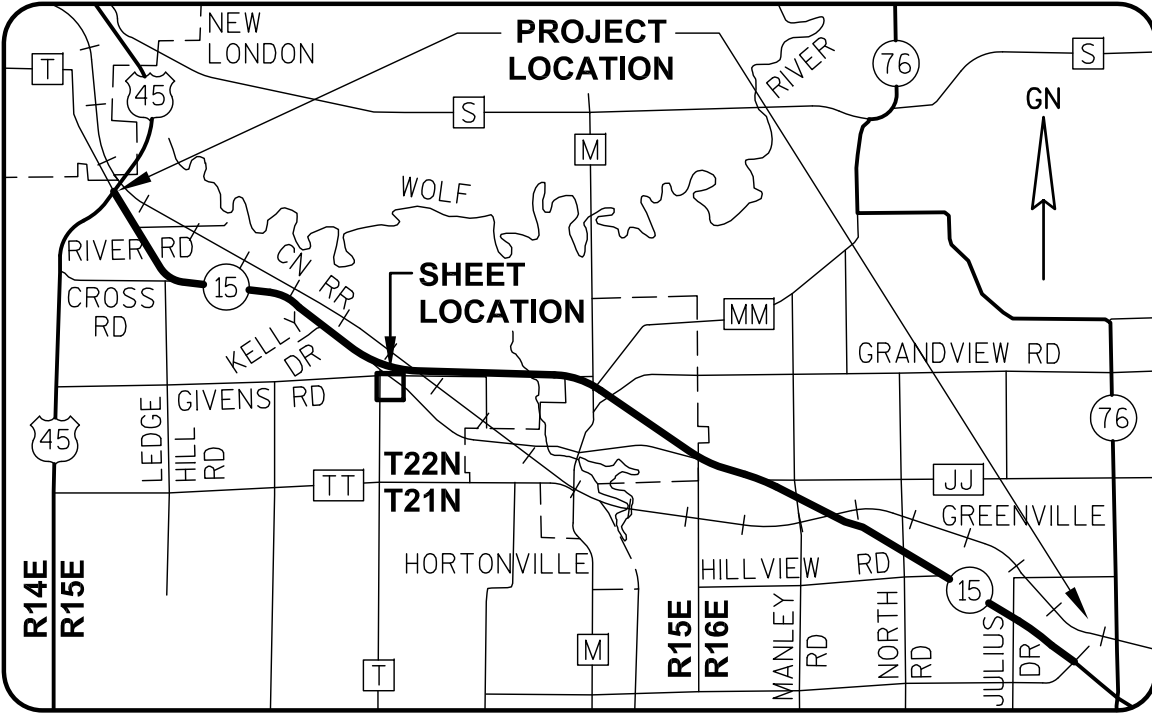 NEW
LONDON
PROJECT
LOCATION
RIVER
76
S
T
45
S
M
GN
WOLF
RIVER RD
CN RR
SHEET
LOCATION
CROSS
RD
15
KELLY
DR
MM
GRANDVIEW RD
GIVENS RD
45
LEDGE
HILL
RD
76
T22N
T21N
TT
JJ
GREENVILLE
HORTONVILLE
HILLVIEW RD
15
R14E
R15E
R15E
R16E
MANLEY
RD
NORTH
RD
JULIUS
DR
T
M